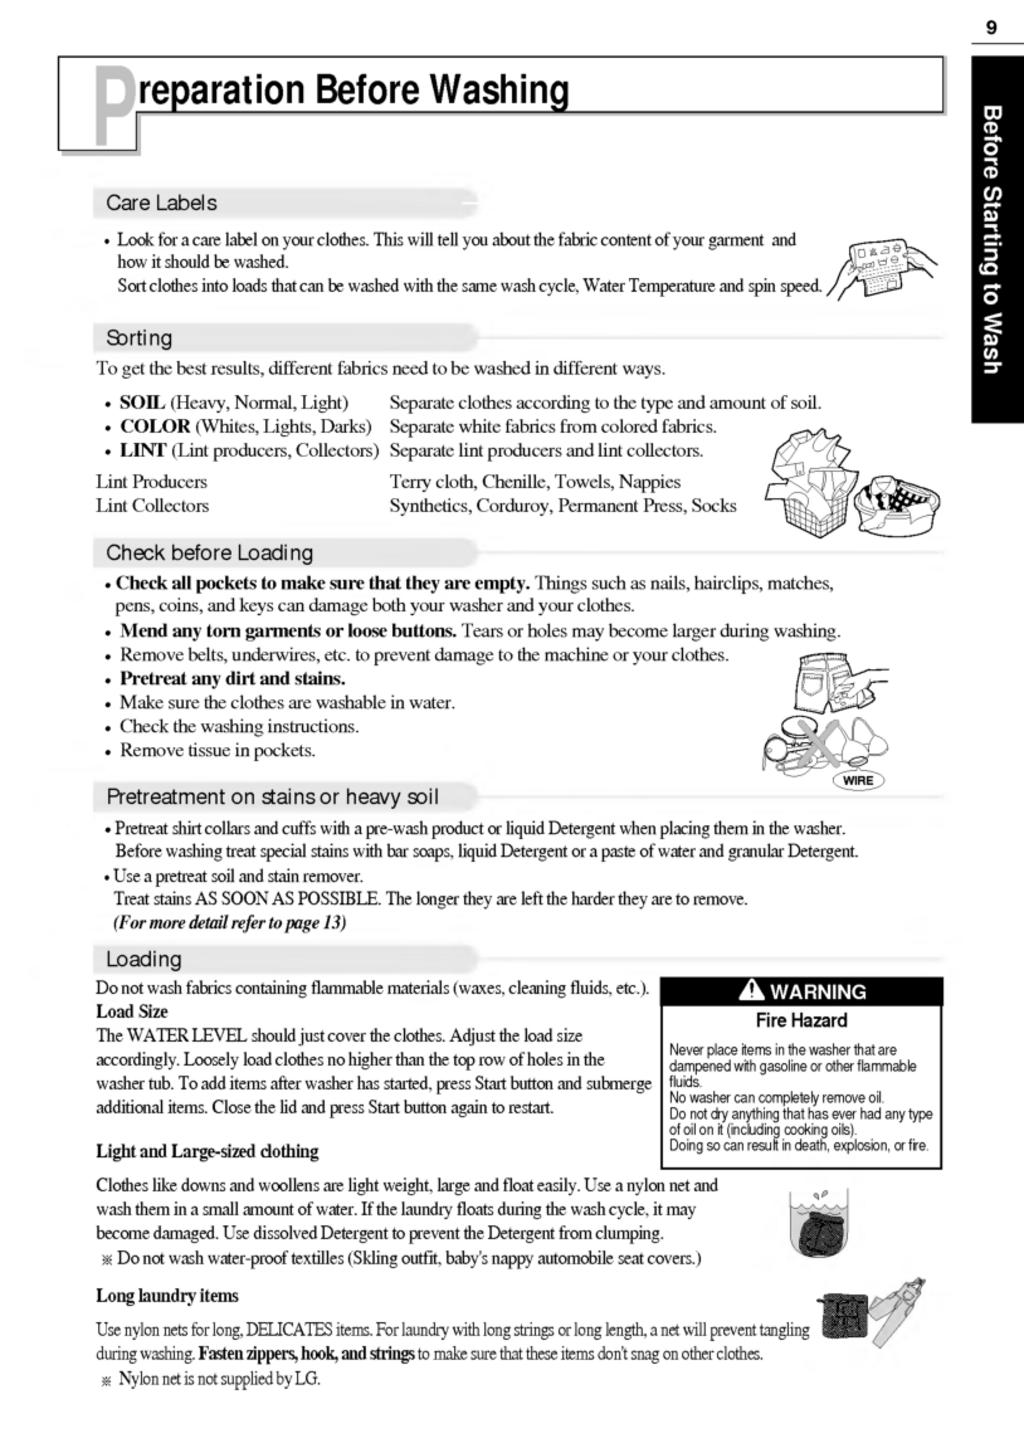 9
Before Starting to Wash
Preparation Before Washing
Care Labels
• Look for a care label on your clothes. This will tell you about the fabric content of your garment and
how it should be washed.
Sort clothes into loads that can be washed with the same wash cycle, Water Temperature and spin speed.
Sorting
To get the best results, different fabrics need to be washed in different ways.
• SOIL (Heavy, Normal, Light) Separate clothes according to the type and amount of soil.
• COLOR (Whites, Lights, Darks) Separate white fabrics from colored fabrics.
• LINT (Lint producers, Collectors) Separate lint producers and lint collectors.
Lint Producers Terry cloth, Chenille, Towels, Nappies
Lint Collectors Synthetics, Corduroy, Permanent Press, Socks
Check before Loading
• Check all pockets to make sure that they are empty. Things such as nails, hairclips, matches,
pens, coins, and keys can damage both your washer and your clothes.
• Mend any torn garments or loose buttons. Tears or holes may become larger during washing.
• Remove belts, underwires, etc. to prevent damage to the machine or your clothes.
• Pretreat any dirt and stains.
• Make sure the clothes are washable in water.
• Check the washing instructions.
• Remove tissue in pockets.
WIRE
Pretreatment on stains or heavy soil
• Pretreat shirt collars and cuffs with a pre-wash product or liquid Detergent when placing them in the washer.
Before washing treat special stains with bar soaps, liquid Detergent or a paste of water and granular Detergent.
• Use a pretreat soil and stain remover.
Treat stains AS SOON AS POSSIBLE. The longer they are left the harder they are to remove.
(For more detail refer to page 13)
Loading
Do not wash fabrics containing flammable materials (waxes, cleaning fluids, etc.).
Load Size
The WATER LEVEL should just cover the clothes. Adjust the load size
accordingly. Loosely load clothes no higher than the top row of holes in the
washer tub. To add items after washer has started, press Start button and submerge
additional items. Close the lid and press Start button again to restart.
WARNING
Fire Hazard
Never place items in the washer that are
dampened with gasoline or other flammable
fluids.
No washer can completely remove oil.
Do not dry anything that has ever had any type
of oil on it (including cooking oils).
Doing so can result in death, explosion, or fire.
Light and Large-sized clothing
Clothes like downs and woollens are light weight, large and float easily. Use a nylon net and
wash them in a small amount of water. If the laundry floats during the wash cycle, it may
become damaged. Use dissolved Detergent to prevent the Detergent from clumping.
※ Do not wash water-proof textilles (Skling outfit, baby's nappy automobile seat covers.)
Long laundry items
Use nylon nets for long, DELICATES items. For laundry with long strings or long length, a net will prevent tangling
during washing. Fasten zippers, hook, and strings to make sure that these items don't snag on other clothes.
※ Nylon net is not supplied by LG.